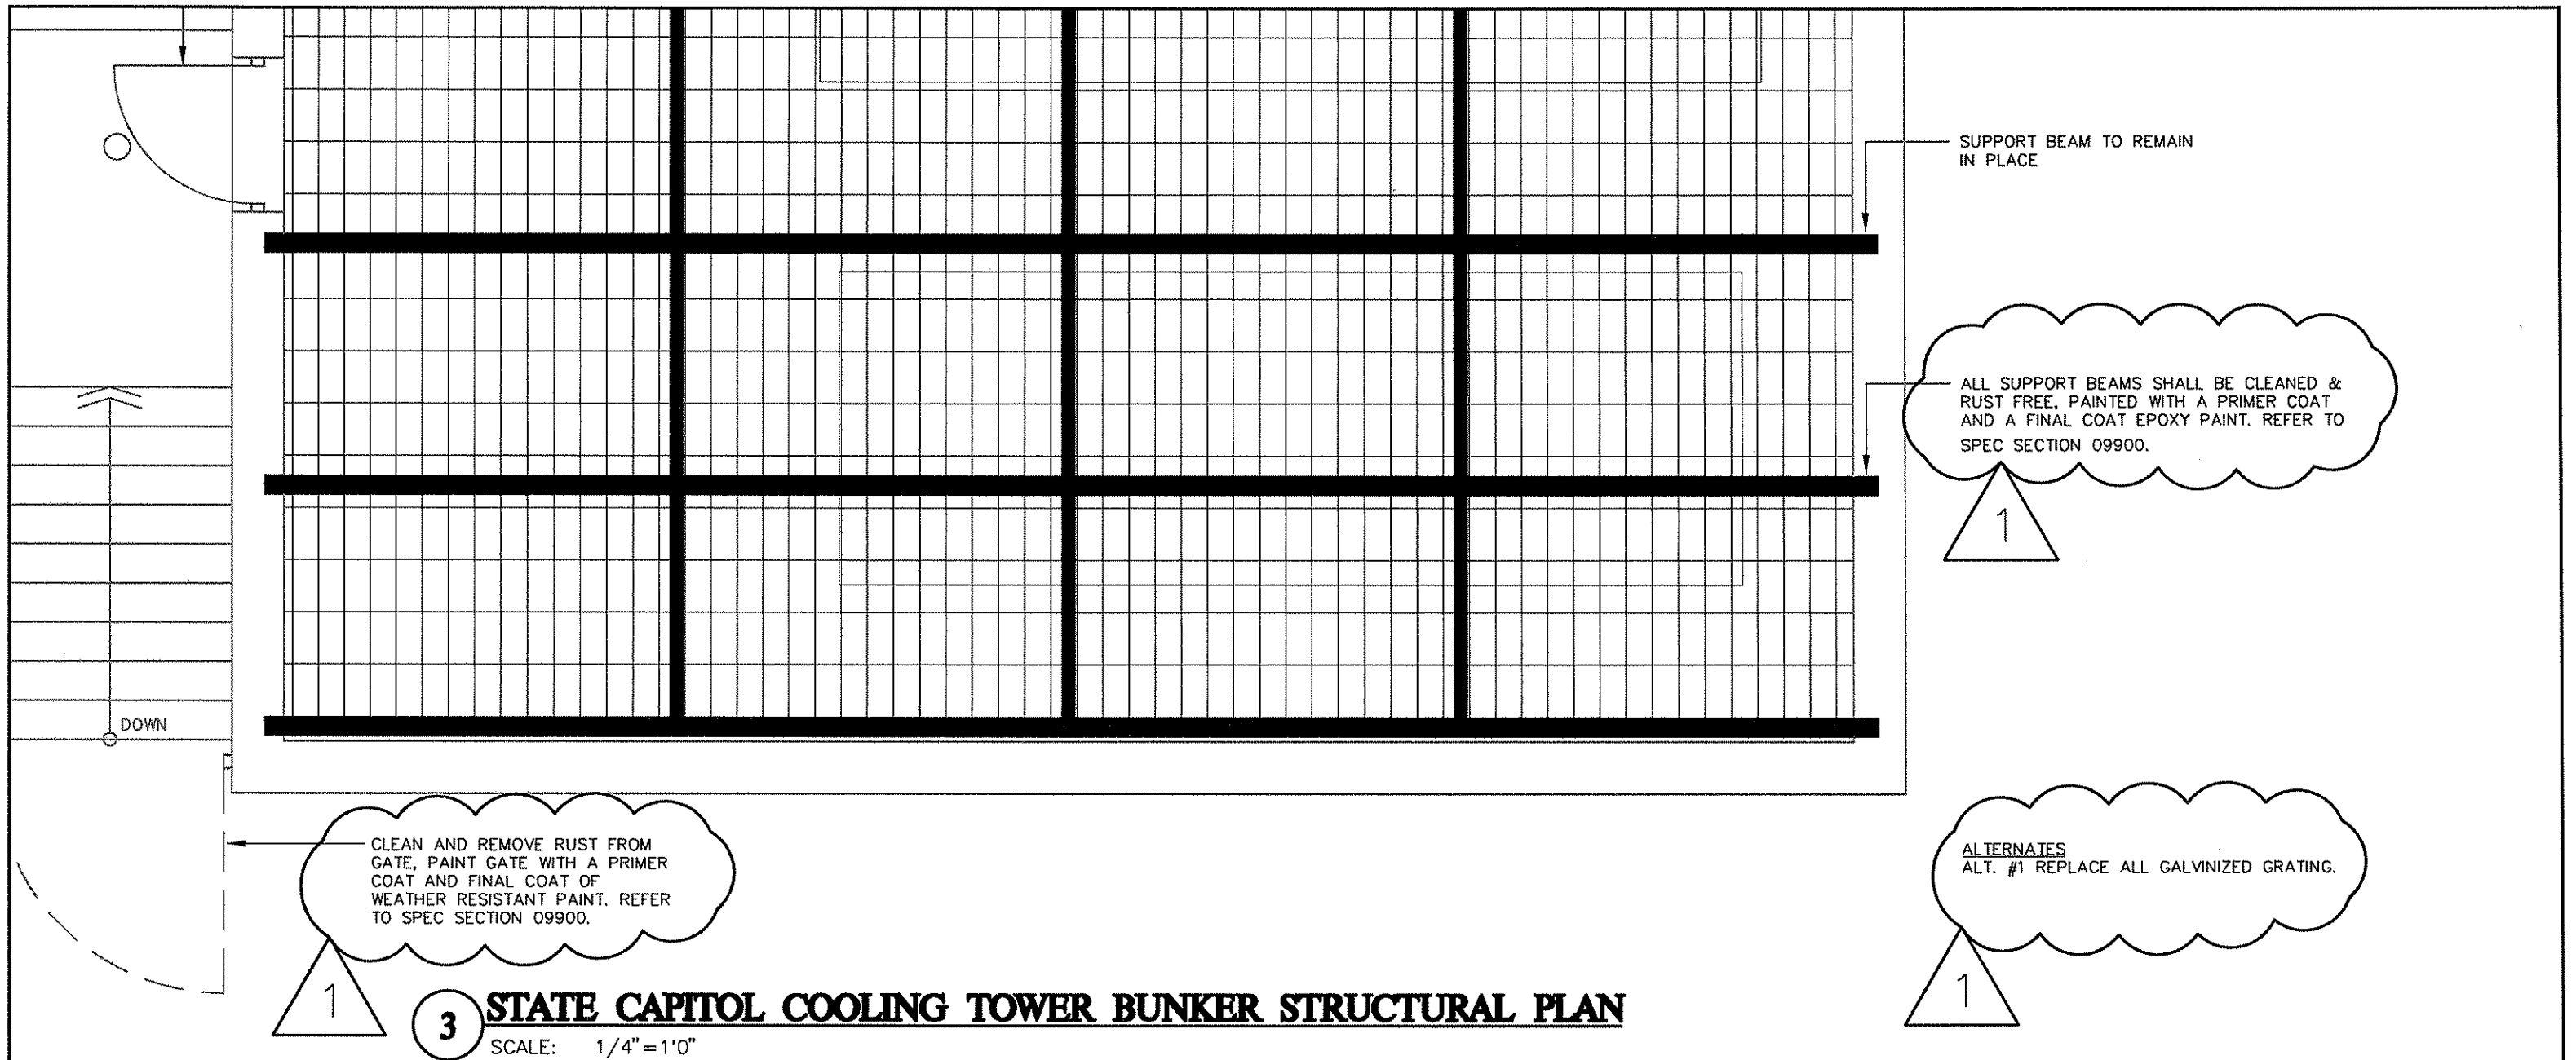 SUPPORT BEAM TO REMAIN
IN PLACE
ALL SUPPORT BEAMS SHALL BE CLEANED &
RUST FREE, PAINTED WITH A PRIMER COAT
AND A FINAL COAT EPOXY PAINT. REFER TO
SPEC SECTION 09900.
1
DOWN
CLEAN AND REMOVE RUST FROM
GATE, PAINT GATE WITH A PRIMER
COAT AND FINAL COAT OF
WEATHER RESISTANT PAINT. REFER
TO SPEC SECTION 09900.
1
ALTERNATES
ALT. #1 REPLACE ALL GALVINIZED GRATING.
1
3 STATE CAPITOL COOLING TOWER BUNKER STRUCTURAL PLAN
SCALE: 1/4"=1'0"